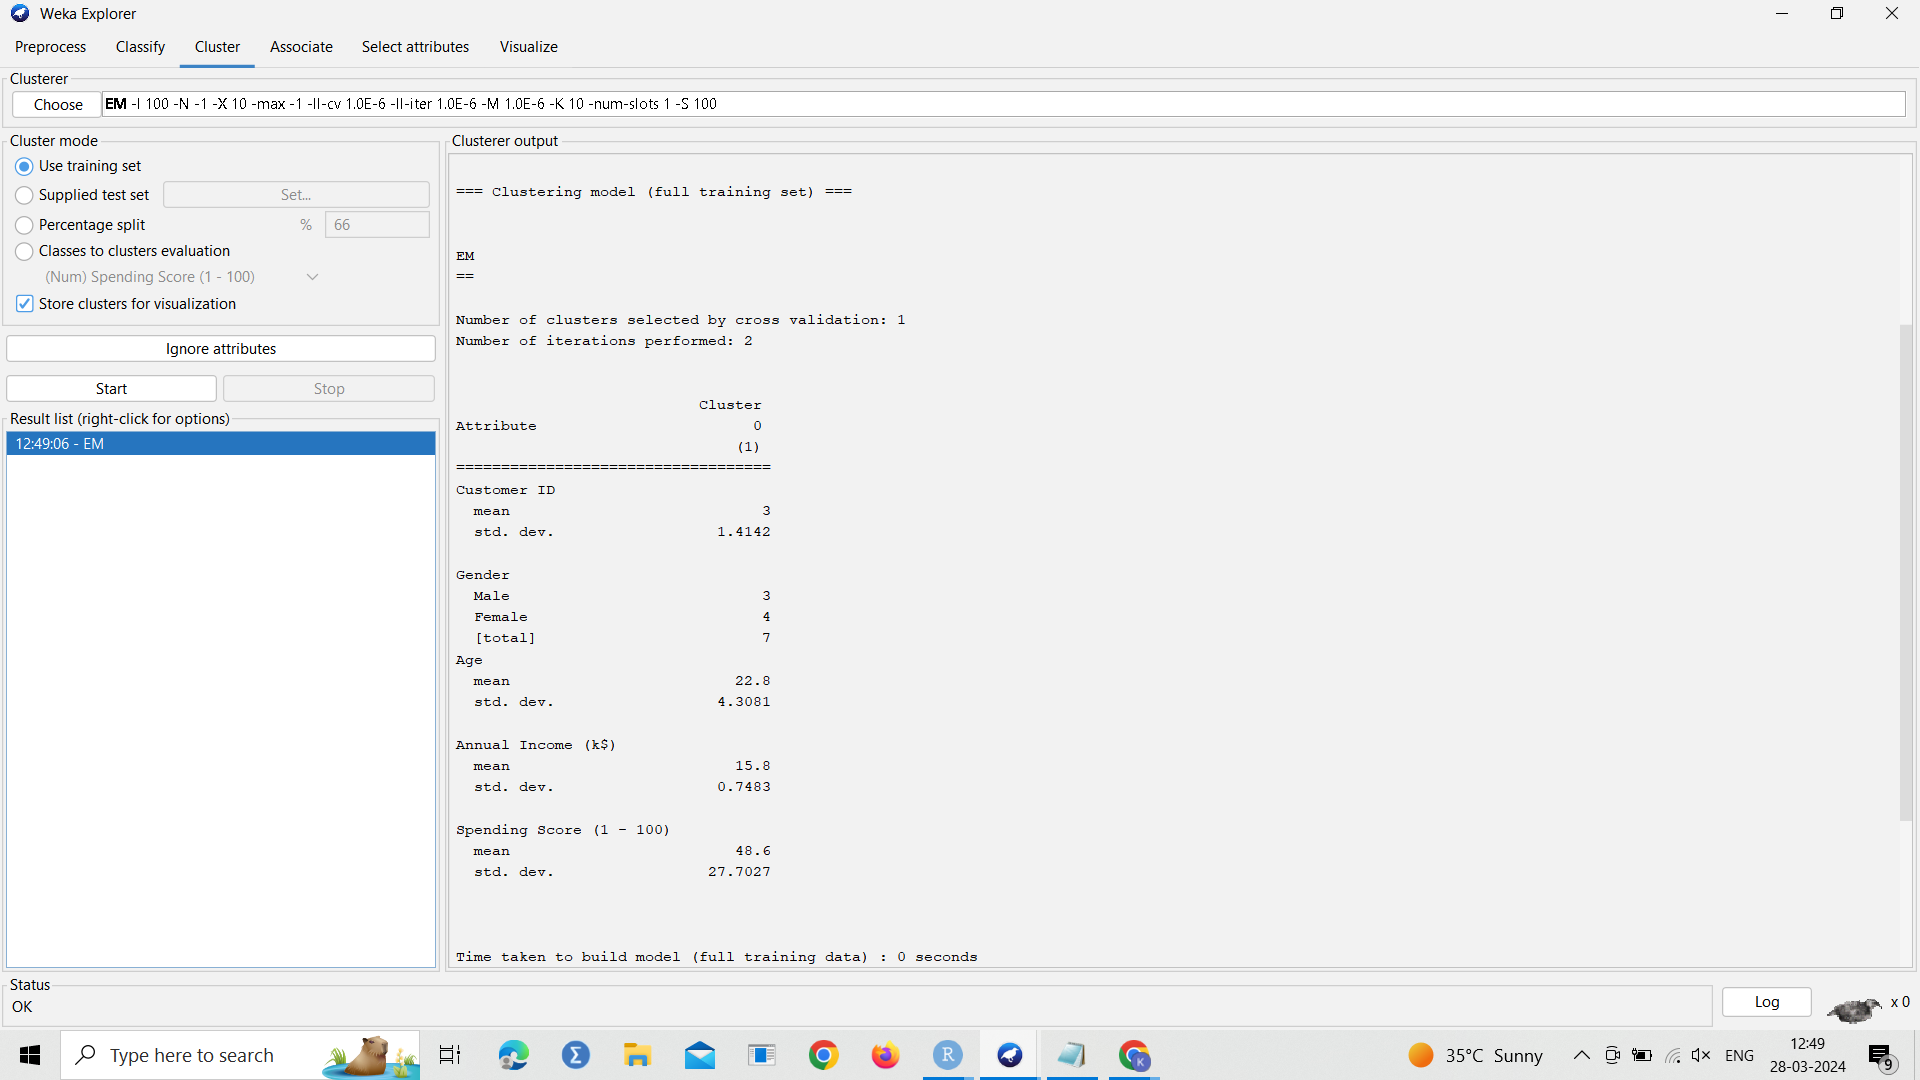 Weka Explorer
Preprocess Classify Cluster Associate Select attributes Visualize
Clusterer
Choose EM -I 100 -N -1 -X 10 -max -1 -ll-cv 1.0E-6 -ll-iter 1.0E-6 -M 1.0E-6 -K 10 -num-slots 1 -S 100
Cluster mode
Use training set
Supplied test set Set...
Percentage split % 66
Classes to clusters evaluation
(Num) Spending Score (1 - 100)
Store clusters for visualization
Ignore attributes
Start Stop
Result list (right-click for options)
12:49:06 - EM
Clusterer output
=== Clustering model (full training set) ===
EM
==
Number of clusters selected by cross validation: 1
Number of iterations performed: 2
Cluster
Attribute 0
(1)
===================================
Customer ID
mean 3
std. dev. 1.4142
Gender
Male 3
Female 4
[total] 7
Age
mean 22.8
std. dev. 4.3081
Annual Income (k$)
mean 15.8
std. dev. 0.7483
Spending Score (1 - 100)
mean 48.6
std. dev. 27.7027
Time taken to build model (full training data) : 0 seconds
Status
OK
Log x 0
Type here to search
35°C Sunny
ENG
12:49
28-03-2024
9